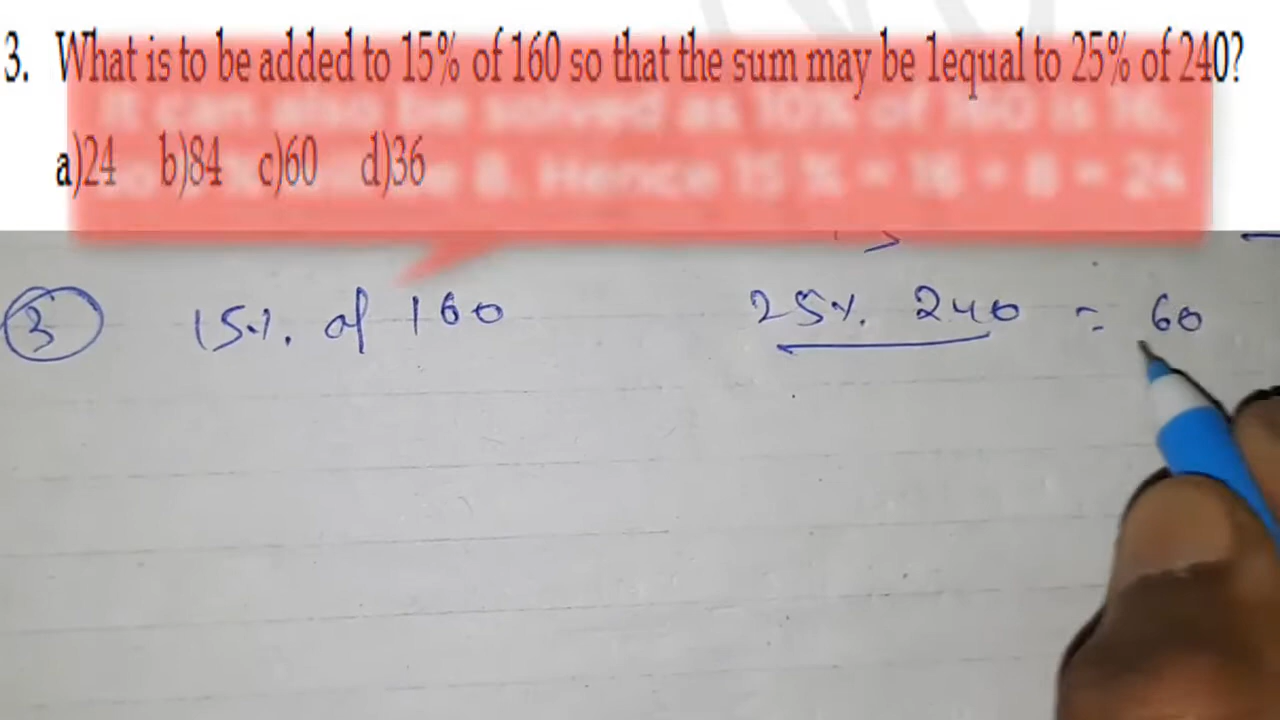 3. What is to be added to 15% of 160 so that the sum may be 1equal to 25% of 240?
It can also be solved as 10% of 160 is 16,
a)24 b)84 c)60 d)36
8. Hence 15 % = 16 + 8 = 24
3 15%. of 160 25%. 240 = 60